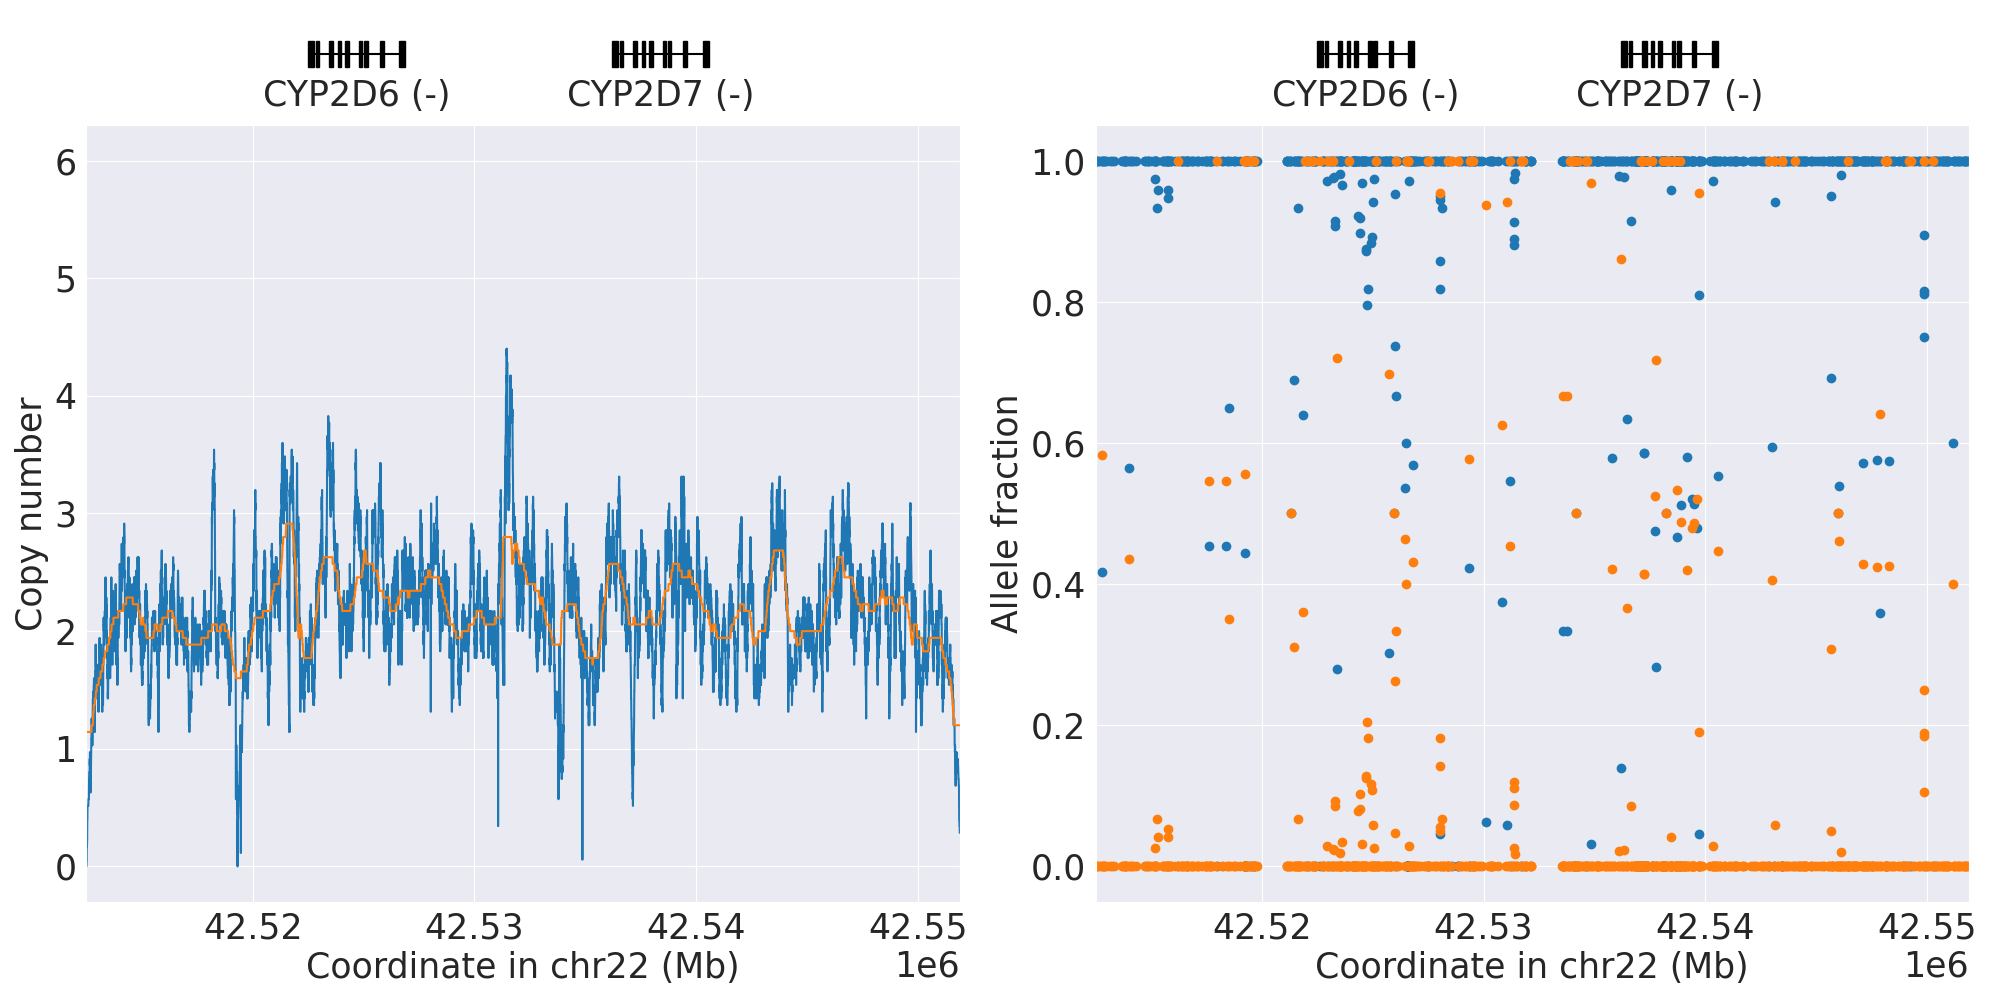 CYP2D6 (-) CYP2D7 (-)
6
5
4
3
2
1
0
Copy number
42.52 42.53 42.54 42.55
Coordinate in chr22 (Mb) 1e6
CYP2D6 (-) CYP2D7 (-)
1.0
0.8
0.6
0.4
0.2
0.0
Allele fraction
42.52 42.53 42.54 42.55
Coordinate in chr22 (Mb) 1e6